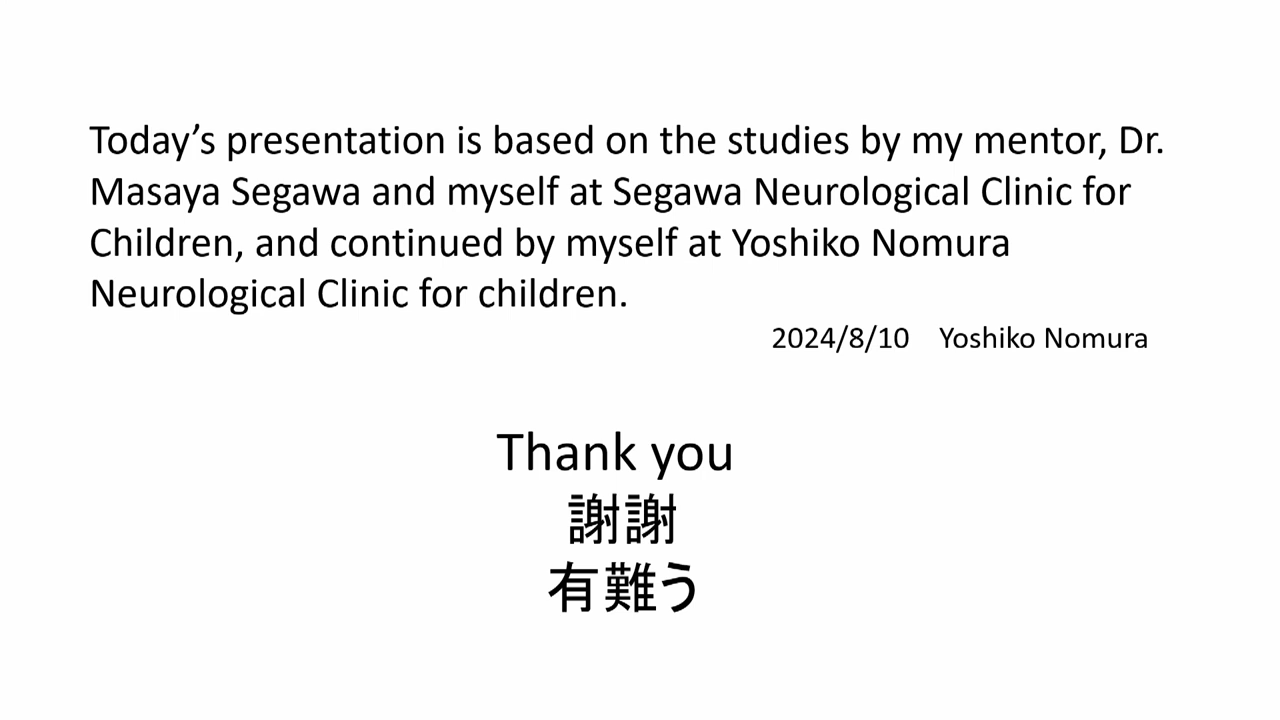 Today’s presentation is based on the studies by my mentor, Dr.
Masaya Segawa and myself at Segawa Neurological Clinic for
Children, and continued by myself at Yoshiko Nomura
Neurological Clinic for children.
2024/8/10 Yoshiko Nomura
Thank you
謝謝
有難う